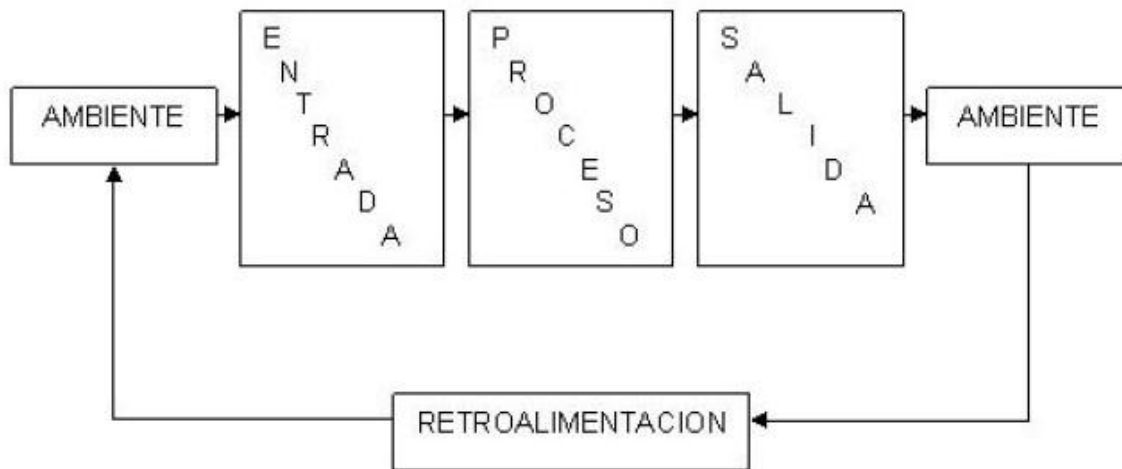 AMBIENTE
ENTRADA
PROCESO
SALIDA
AMBIENTE
RETROALIMENTACION